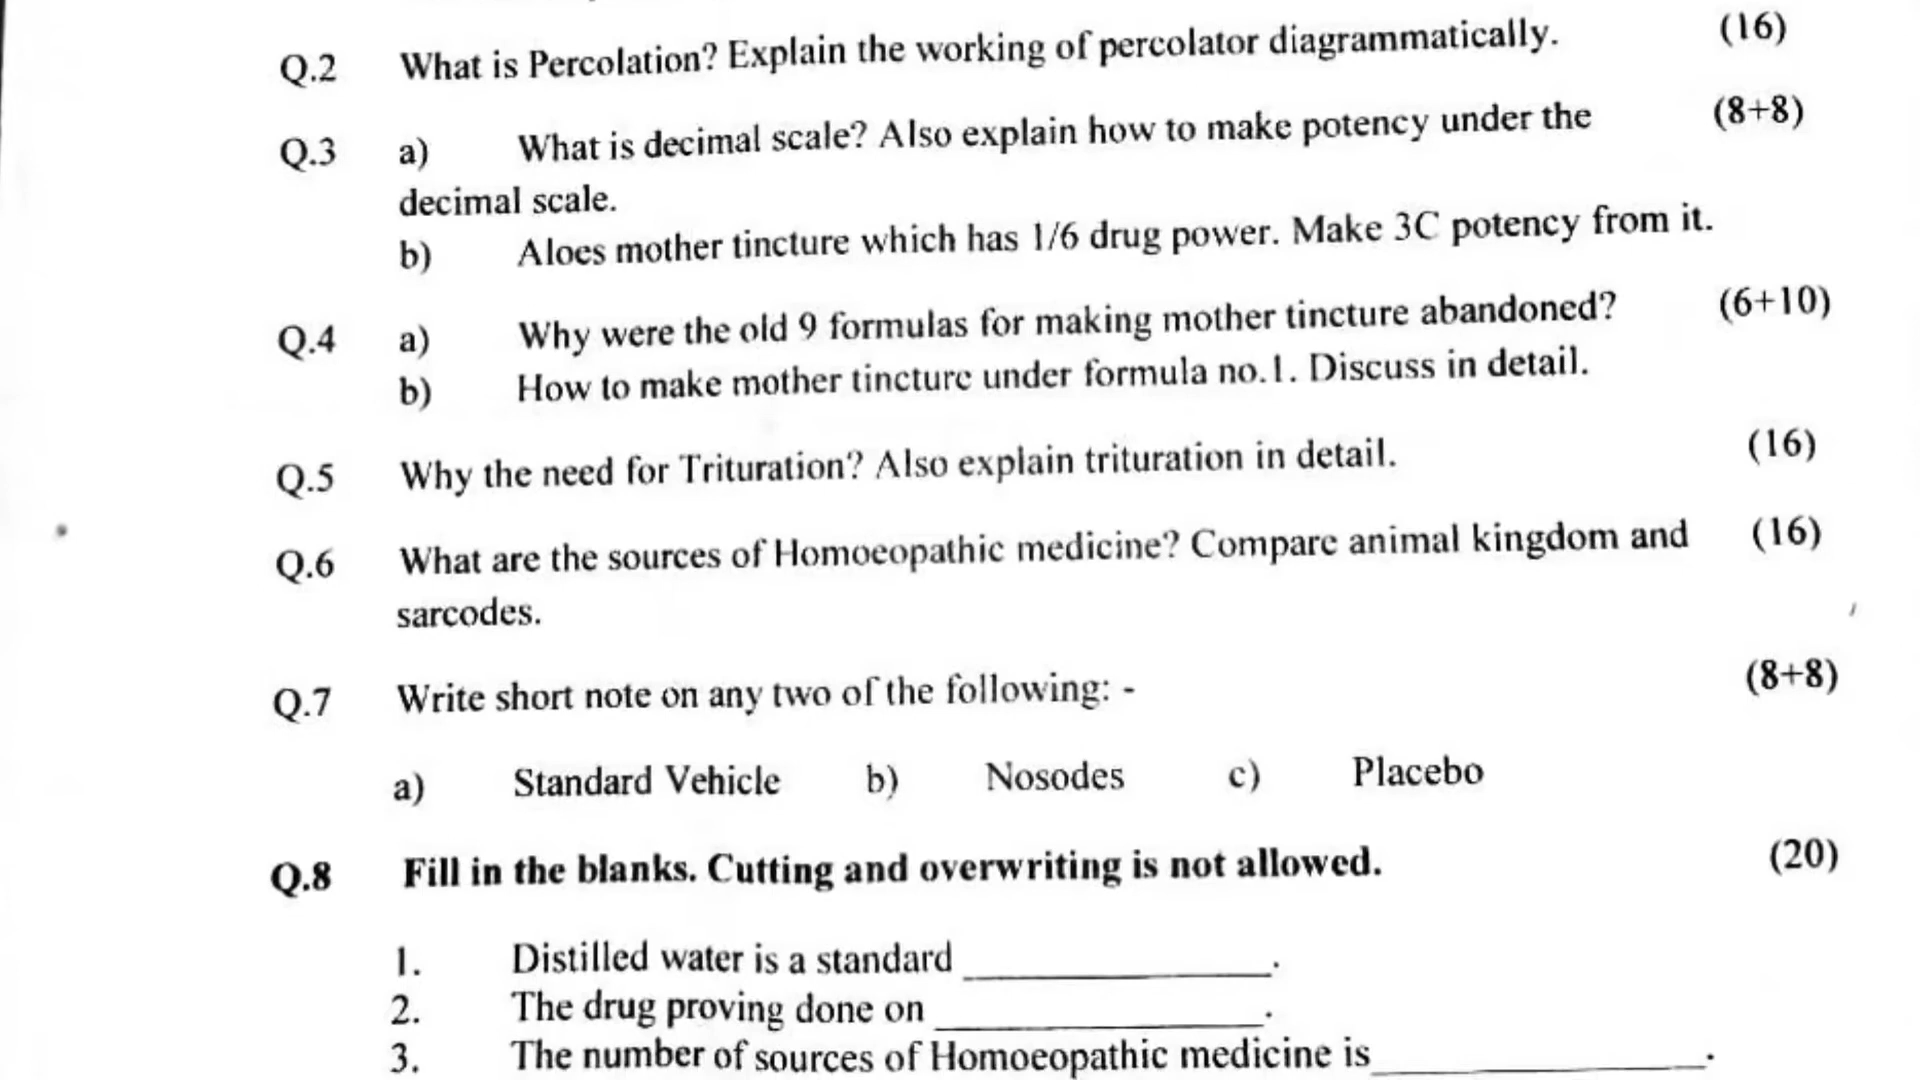 Q.2 What is Percolation? Explain the working of percolator diagrammatically. (16)
Q.3 a) What is decimal scale? Also explain how to make potency under the (8+8)
decimal scale.
b) Aloes mother tincture which has 1/6 drug power. Make 3C potency from it.
Q.4 a) Why were the old 9 formulas for making mother tincture abandoned? (6+10)
b) How to make mother tincture under formula no.1. Discuss in detail.
Q.5 Why the need for Trituration? Also explain trituration in detail. (16)
Q.6 What are the sources of Homoeopathic medicine? Compare animal kingdom and (16)
sarcodes.
Q.7 Write short note on any two of the following: - (8+8)
a) Standard Vehicle b) Nosodes c) Placebo
Q.8 Fill in the blanks. Cutting and overwriting is not allowed. (20)
1. Distilled water is a standard ______________.
2. The drug proving done on ______________.
3. The number of sources of Homoeopathic medicine is______________.